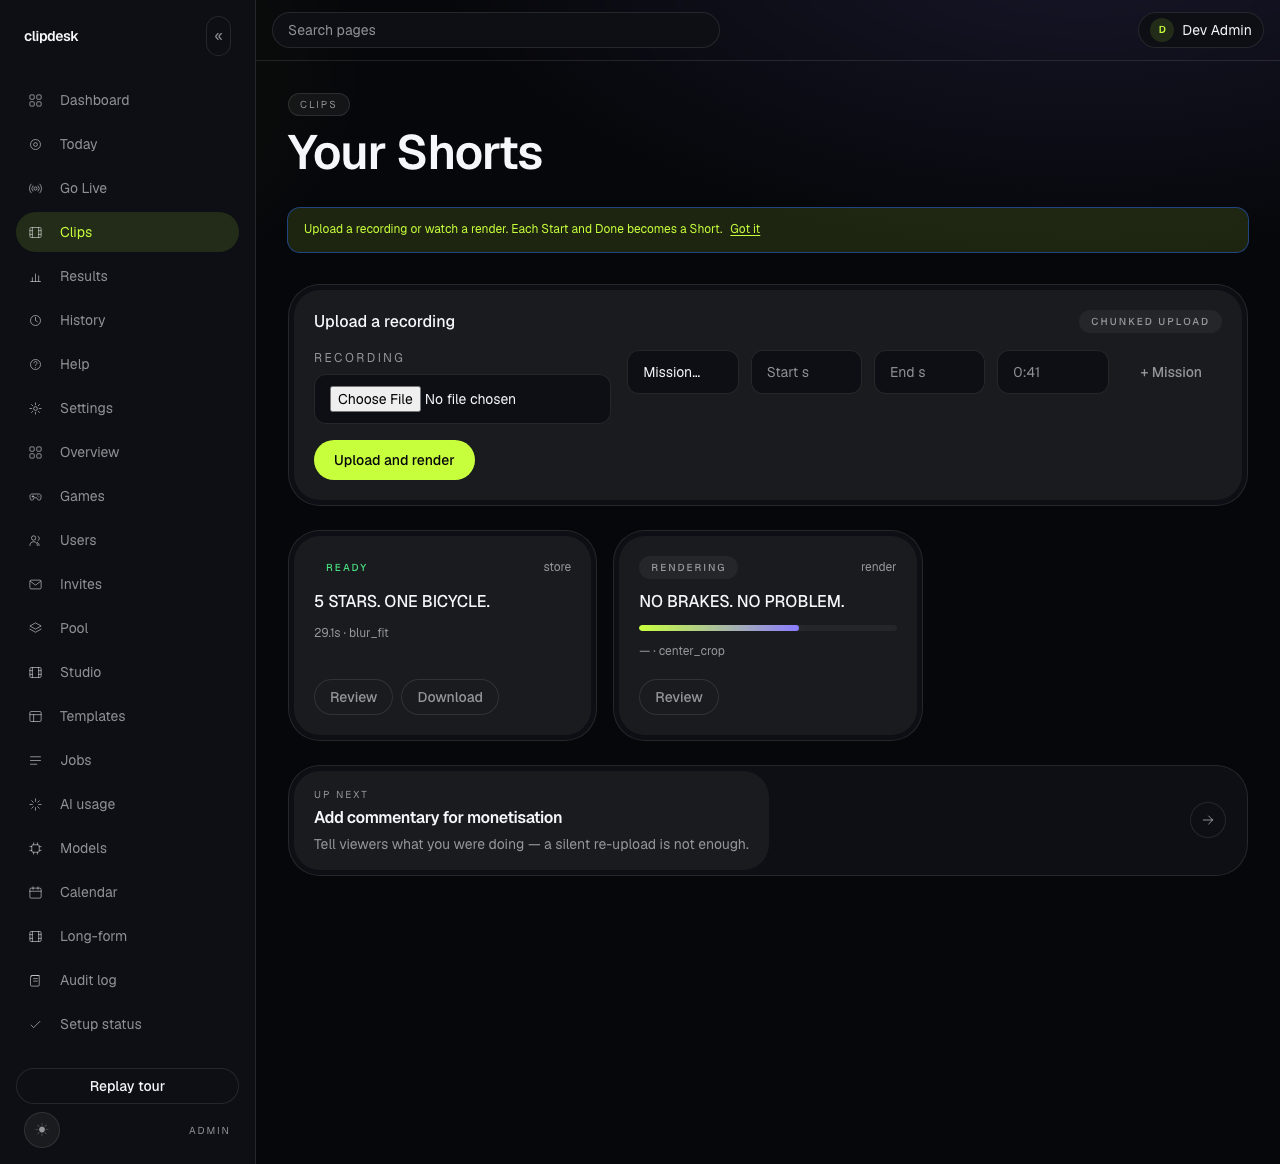 clipdesk
«
Search pages
D
Dev Admin
Dashboard
Today
Go Live
Clips
Results
History
Help
Settings
Overview
Games
Users
Invites
Pool
Studio
Templates
Jobs
AI usage
Models
Calendar
Long-form
Audit log
Setup status
Replay tour
ADMIN
CLIPS
Your Shorts
Upload a recording or watch a render. Each Start and Done becomes a Short. Got it
Upload a recording
CHUNKED UPLOAD
RECORDING
Choose File No file chosen
Mission…
Start s
End s
0:41
+ Mission
Upload and render
READY
store
5 STARS. ONE BICYCLE.
29.1s · blur_fit
Review
Download
RENDERING
render
NO BRAKES. NO PROBLEM.
— · center_crop
Review
UP NEXT
Add commentary for monetisation
Tell viewers what you were doing — a silent re-upload is not enough.